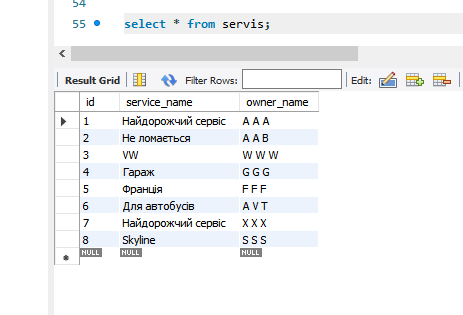 54
55 select * from servis;
Result Grid Filter Rows: Edit:
id service_name owner_name
1 Найдорожчий сервіс A A A
2 Не ломається A A B
3 VW W W W
4 Гараж G G G
5 Франція F F F
6 Для автобусів A V T
7 Найдорожчий сервіс X X X
8 Skyline S S S
NULL NULL NULL